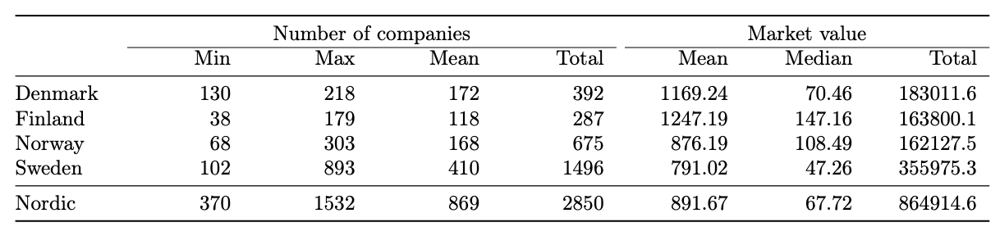 Number of companies Market value
Min Max Mean Total Mean Median Total
Denmark 130 218 172 392 1169.24 70.46 183011.6
Finland 38 179 118 287 1247.19 147.16 163800.1
Norway 68 303 168 675 876.19 108.49 162127.5
Sweden 102 893 410 1496 791.02 47.26 355975.3
Nordic 370 1532 869 2850 891.67 67.72 864914.6